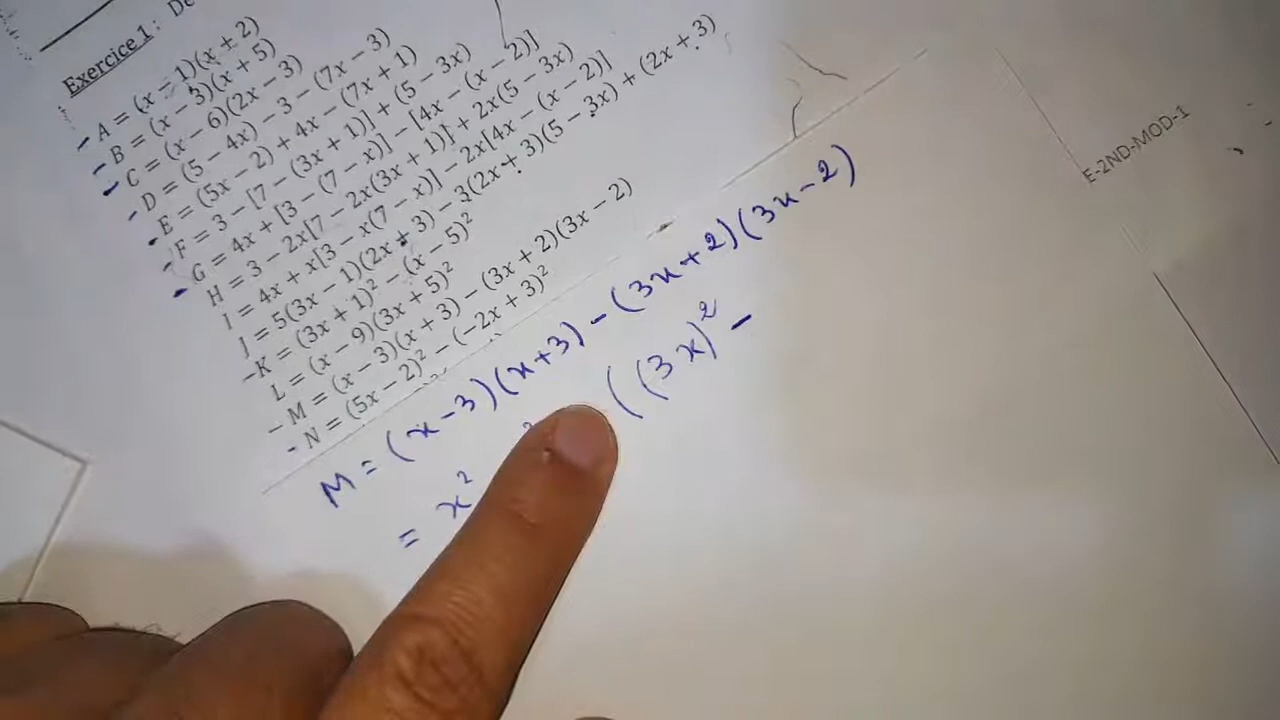 Exercice 1 : De
A = (x − 1)(x + 2)
B = (x − 3)(x + 5)
C = (x − 6)(2x − 3)
D = (5 − 4x) − 3 − (7x − 3)
E = (5x − 2) + 4x − (7x + 1)
F = 3 − [7 − (3x + 1)] + (5 − 3x)
G = 4x + [3 − (7 − x)] − [4x − (x − 2)]
H = 3 − 2x[7 − 2x(3x + 1)] + 2x(5 − 3x)
I = 4x + x[3 − x(7 − x)] − 2x[4x − (x − 2)]
J = 5(3x − 1)(2x + 3) − 3(2x + 3)(5 − 3x) + (2x + 3)
K = (3x + 1)² − (x − 5)²
L = (x − 9)(3x + 5)²
M = (x − 3)(x + 3) − (3x + 2)(3x − 2)
N = (5x − 2)² − (−2x + 3)²
E-2ND-MOD-1
M = (x − 3)(x + 3) − (3x + 2)(3x − 2)
= x² ((3x)² −